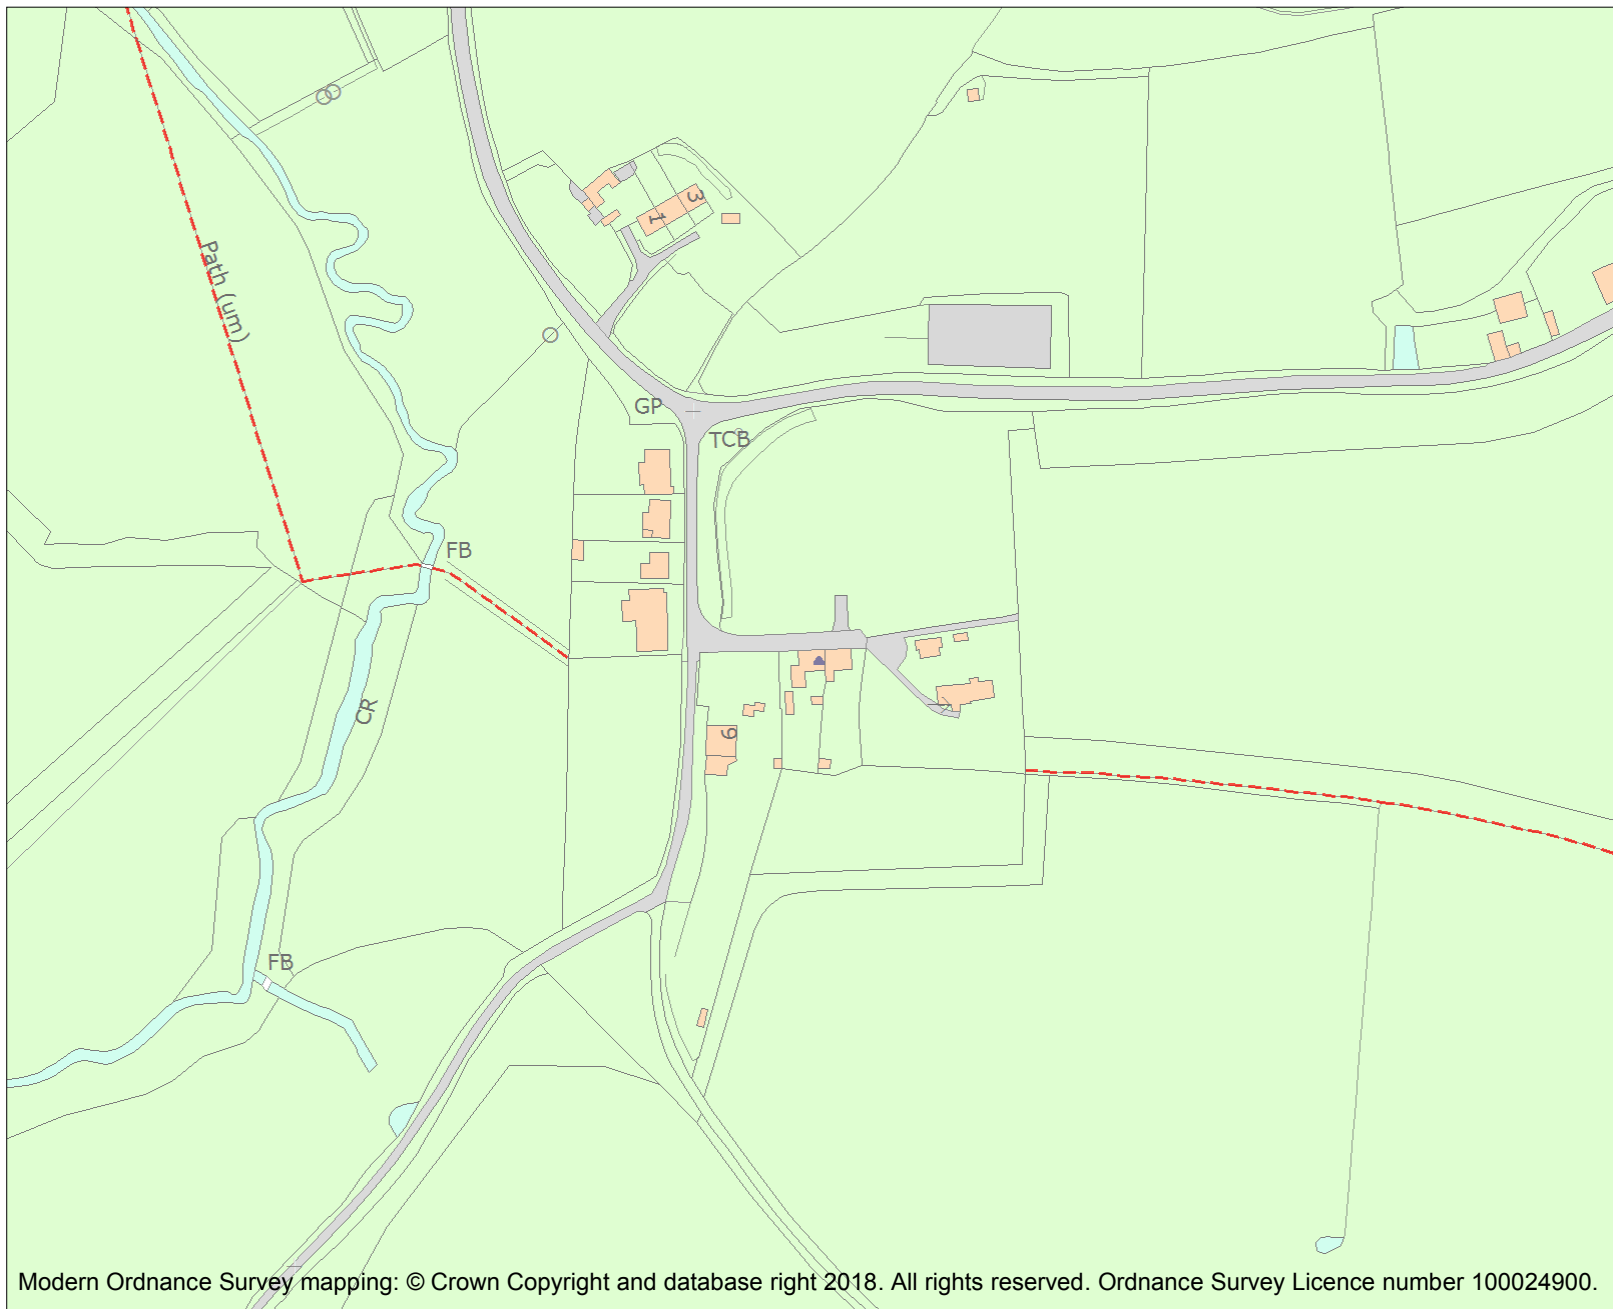 3
1
Path (um)
GP
TCB
FB
CR
6
FB
Modern Ordnance Survey mapping: © Crown Copyright and database right 2018. All rights reserved. Ordnance Survey Licence number 100024900.